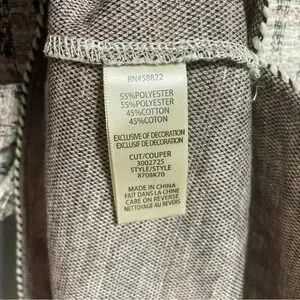 RN#58822
55%POLYESTER
55%POLYESTER
45%COTTON
45%COTON
EXCLUSIVE OF DECORATION
EXCLUSIF DE DECORATION
CUT/COUPER
3002725
STYLE/STYLE
8708K70
MADE IN CHINA
FAIT DANS LA CHINE
CARE ON REVERSE
NETTOYAGE AU REVERS